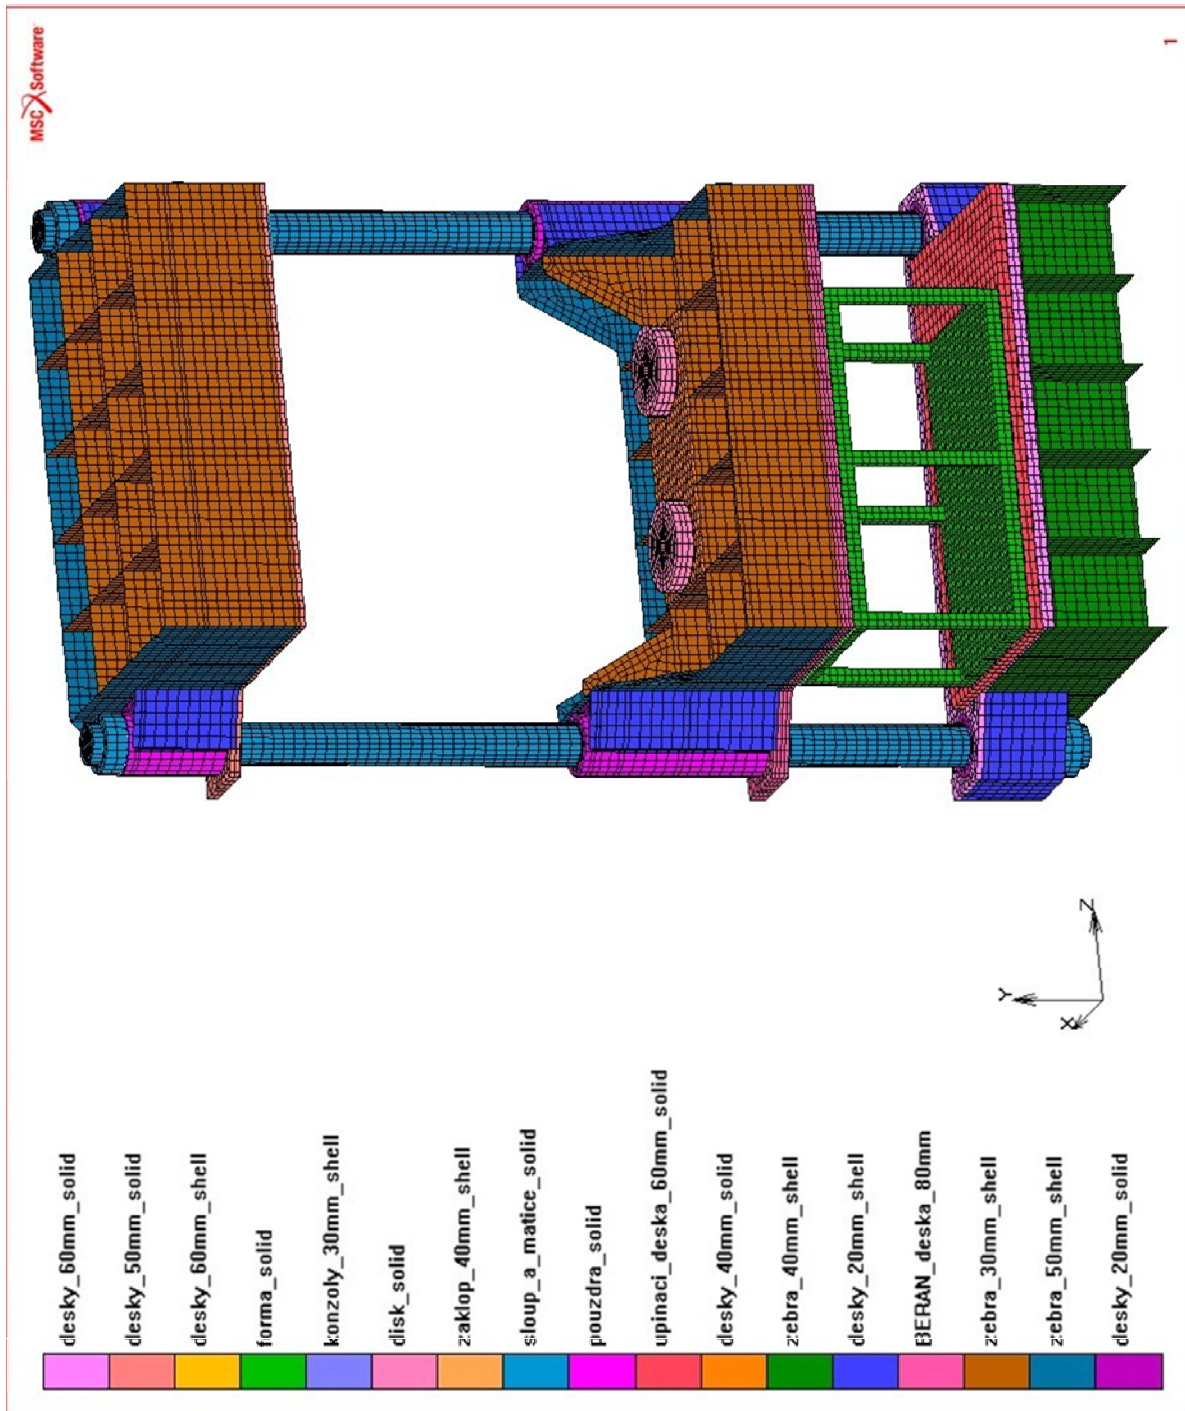 MSC Software
1
Y
Z
X
desky_60mm_solid
desky_50mm_solid
desky_60mm_shell
forma_solid
konzoly_30mm_shell
disk_solid
zaklop_40mm_shell
sloup_a_matice_solid
pouzdra_solid
upinaci_deska_60mm_solid
desky_40mm_solid
zebra_40mm_shell
desky_20mm_shell
BERAN_deska_80mm
zebra_30mm_shell
zebra_50mm_shell
desky_20mm_solid